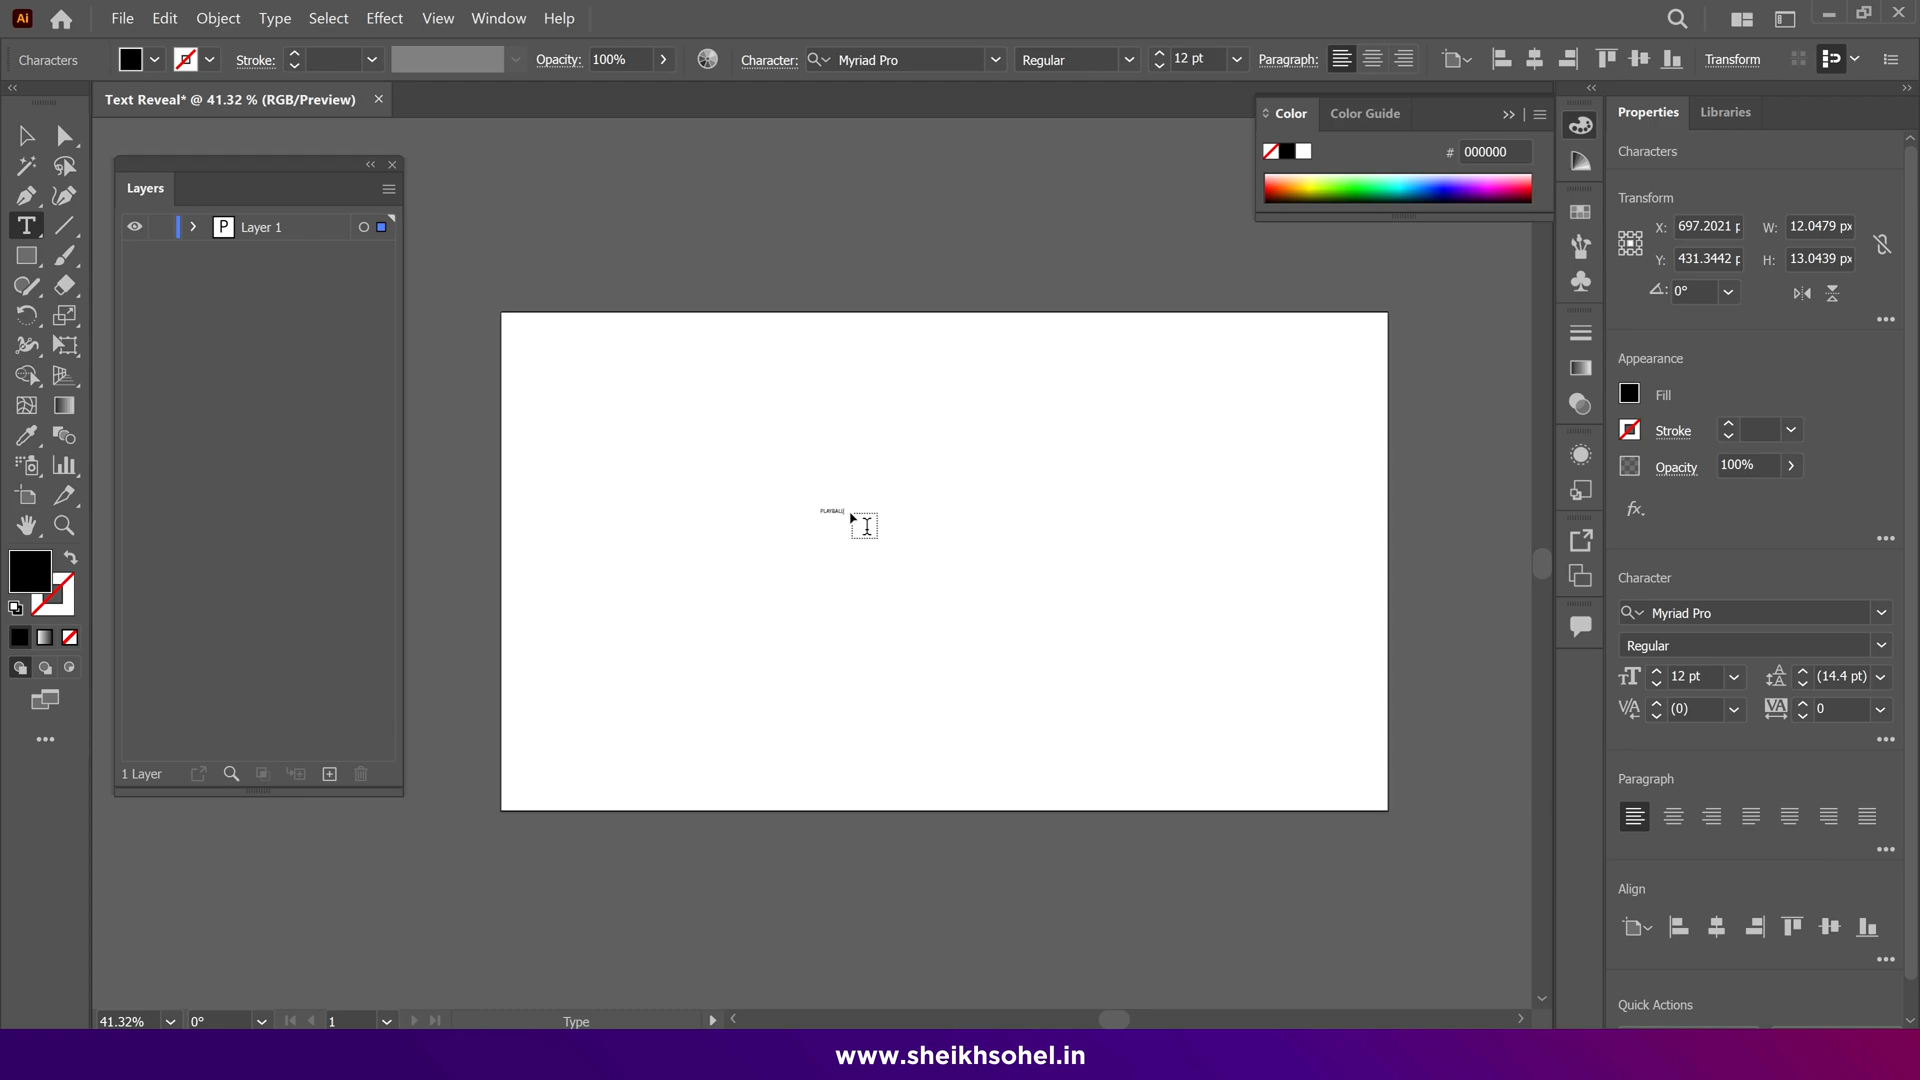 Ai
File Edit Object Type Select Effect View Window Help
Characters Stroke: Opacity: 100% Character: Myriad Pro Regular 12 pt Paragraph: Transform
Text Reveal* @ 41.32 % (RGB/Preview)
Layers
P Layer 1
1 Layer
PLAYBALL
Color Color Guide
# 000000
Properties Libraries
Characters
Transform
X: 697.2021 p W: 12.0479 px
Y: 431.3442 p H: 13.0439 px
0°
Appearance
Fill
Stroke
Opacity 100%
fx.
Character
Myriad Pro
Regular
12 pt (14.4 pt)
(0) 0
Paragraph
Align
Quick Actions
41.32% 0° 1 Type
www.sheikhsohel.in